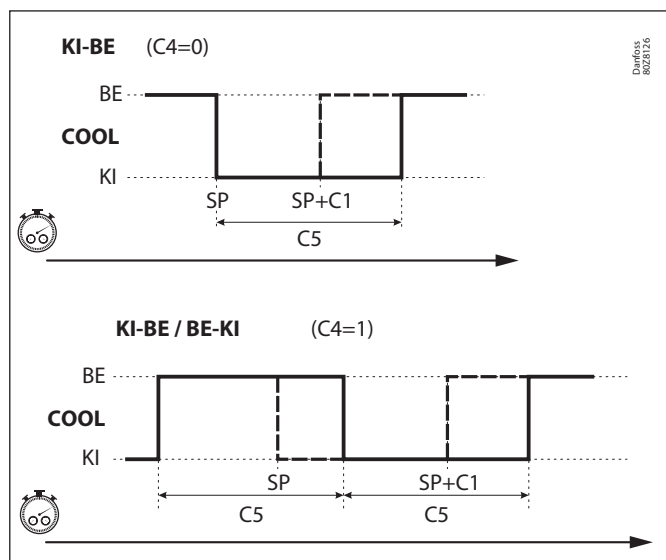 KI-BE (C4=0)
Danfoss
80Z8126
BE
COOL
KI
SP SP+C1
C5
KI-BE / BE-KI (C4=1)
BE
COOL
KI
SP SP+C1
C5 C5